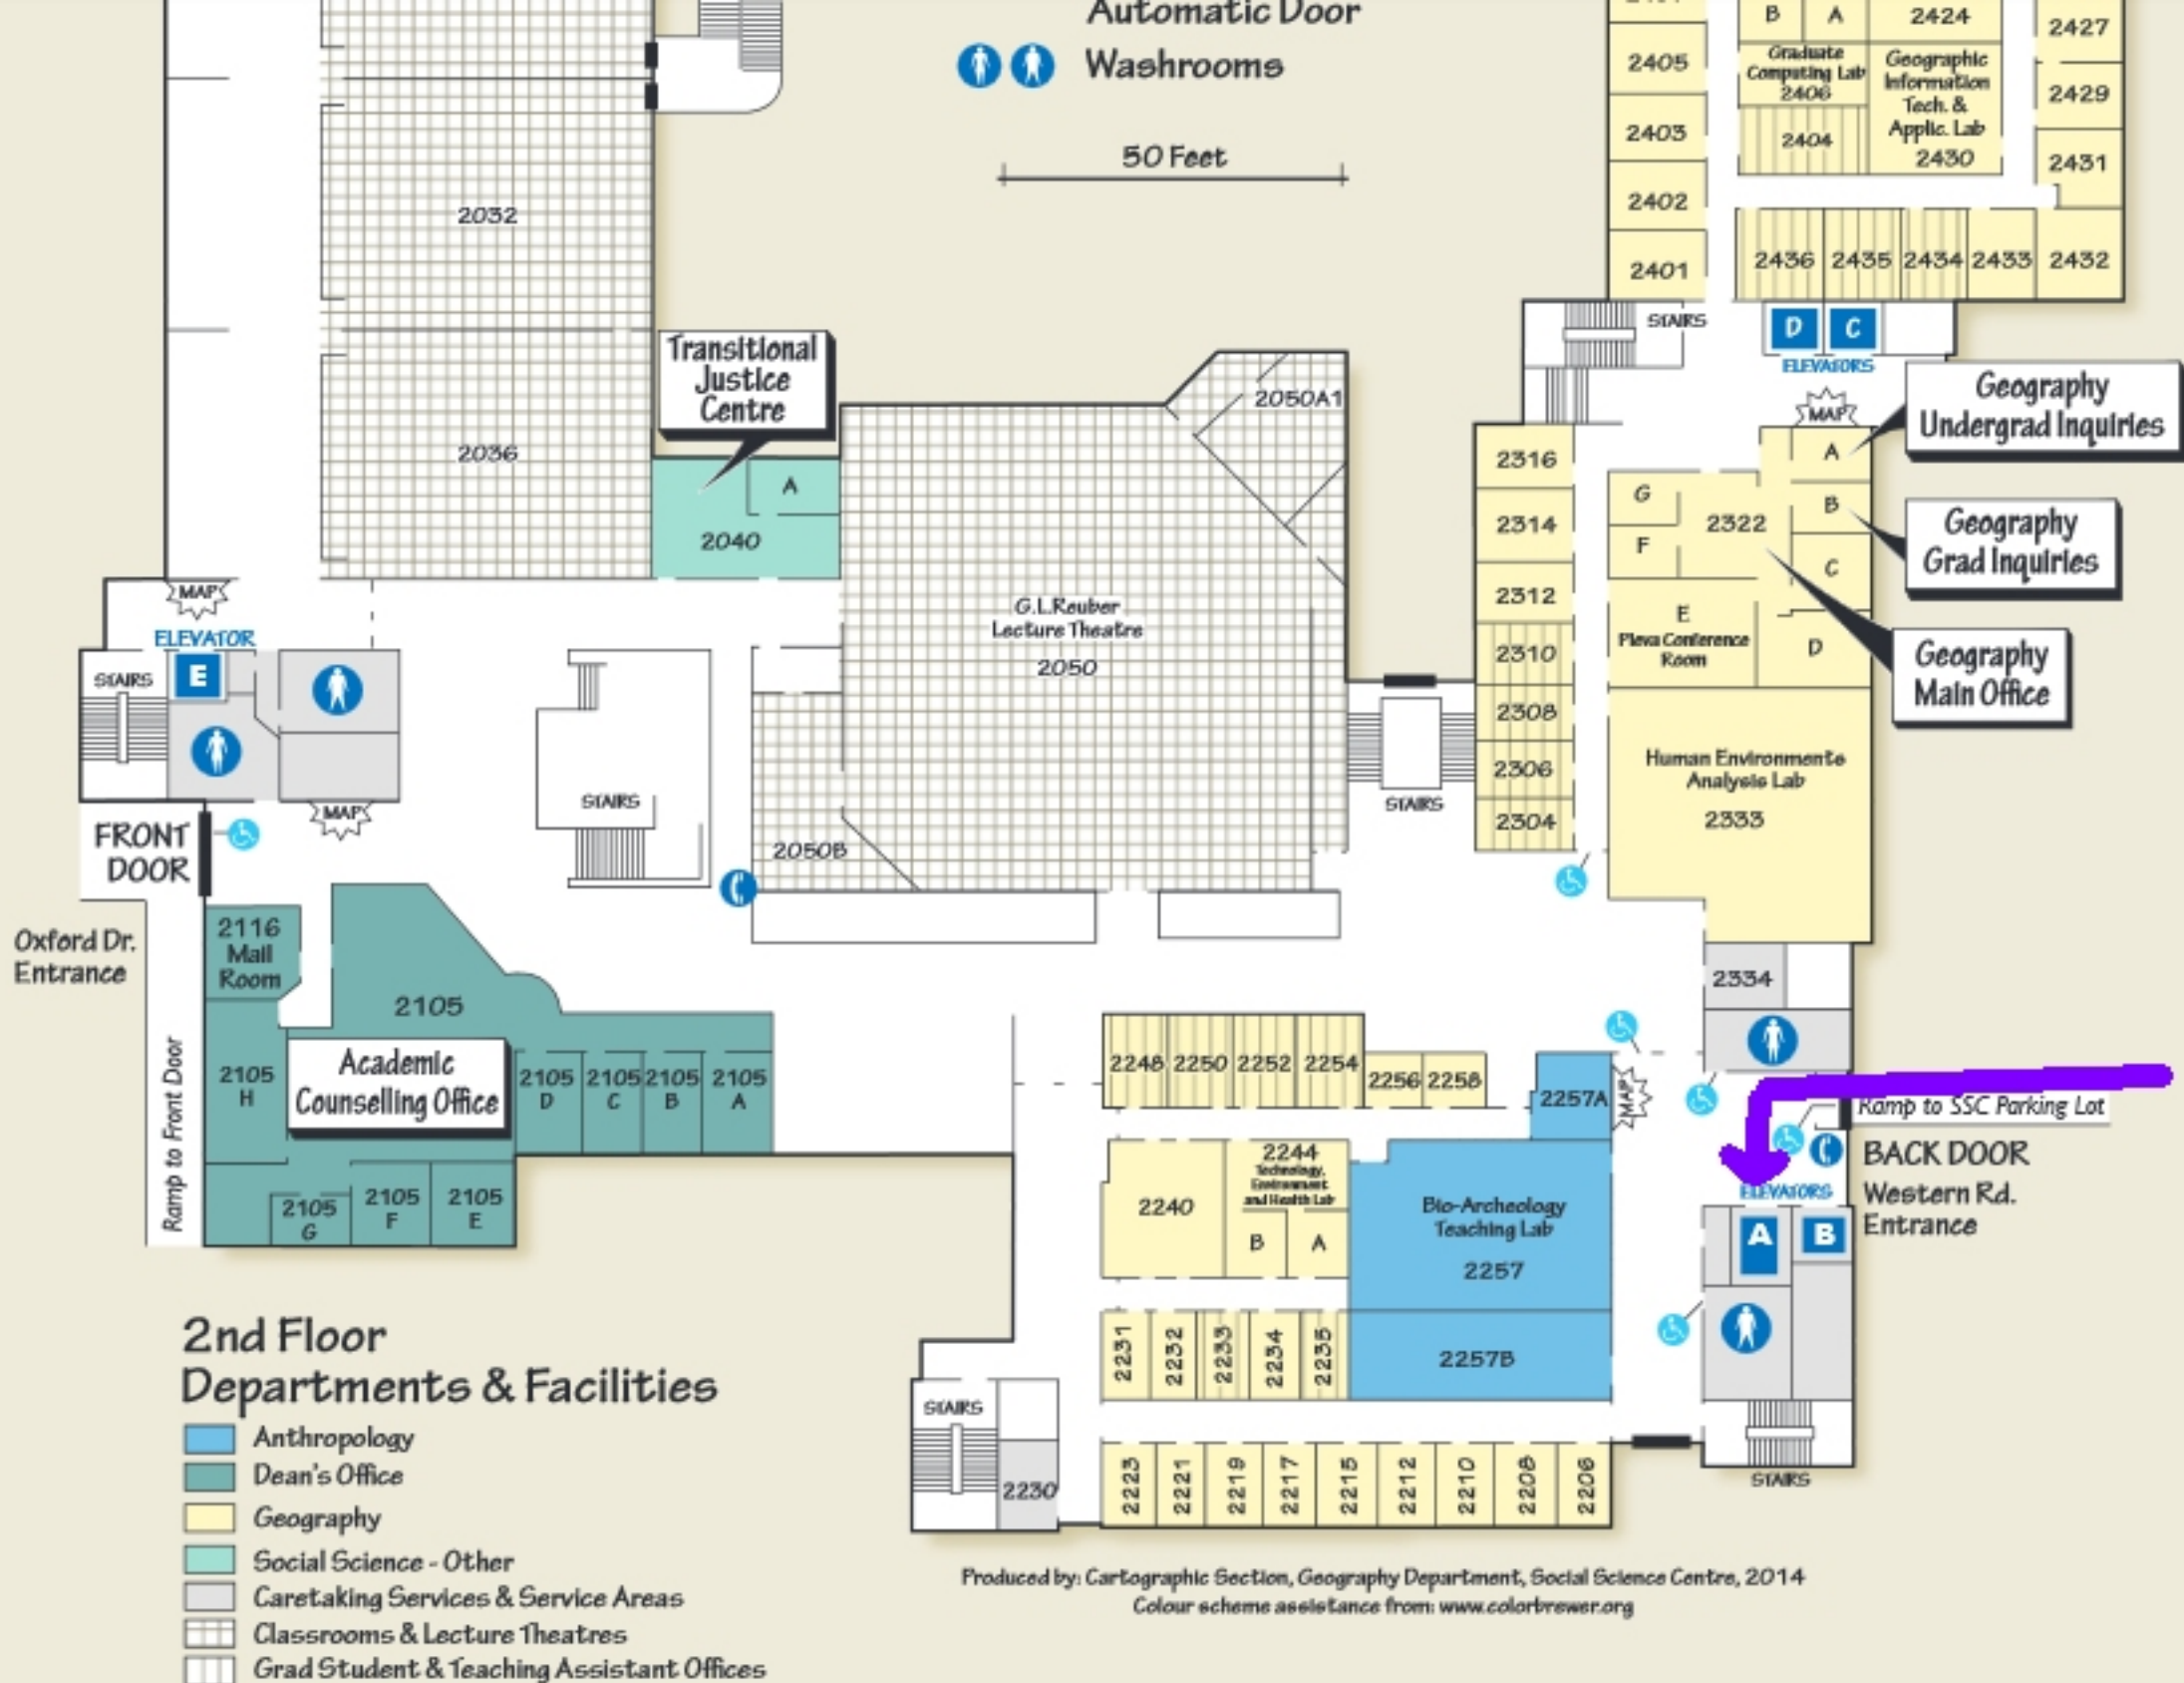 Automatic Door
Washrooms
50 Feet
2032
2036
Transitional
Justice
Centre
A
2040
2050A1
G.L.Reuber
Lecture Theatre
2050
2050B
STAIRS
MAP
ELEVATOR
STAIRS
E
MAP
FRONT
DOOR
Oxford Dr.
Entrance
Ramp to Front Door
2116
Mail
Room
2105
2105
H
Academic
Counselling Office
2105
D
2105
C
2105
B
2105
A
2105
G
2105
F
2105
E
2405
2403
2402
2401
B
A
2424
2427
Graduate
Computing Lab
2406
2404
Geographic
Information
Tech. &
Applic. Lab
2430
2429
2431
2436
2435
2434
2433
2432
STAIRS
D
C
ELEVATORS
MAP
Geography
Undergrad Inquiries
Geography
Grad Inquiries
Geography
Main Office
2316
2314
2312
2310
2308
2306
2304
STAIRS
G
F
2322
A
B
C
D
E
Pleva Conference
Room
Human Environments
Analysis Lab
2333
2334
2248
2250
2252
2254
2256
2258
2257A
MAP
Ramp to SSC Parking Lot
BACK DOOR
Western Rd.
Entrance
ELEVATORS
A
B
2240
2244
Technology,
Environment
and Health Lab
B
A
Bio-Archeology
Teaching Lab
2257
2257B
2231
2232
2233
2234
2235
STAIRS
2230
2223
2221
2219
2217
2215
2212
2210
2208
2206
STAIRS
2nd Floor
Departments & Facilities
Anthropology
Dean's Office
Geography
Social Science - Other
Caretaking Services & Service Areas
Classrooms & Lecture Theatres
Grad Student & Teaching Assistant Offices
Produced by: Cartographic Section, Geography Department, Social Science Centre, 2014
Colour scheme assistance from: www.colorbrewer.org